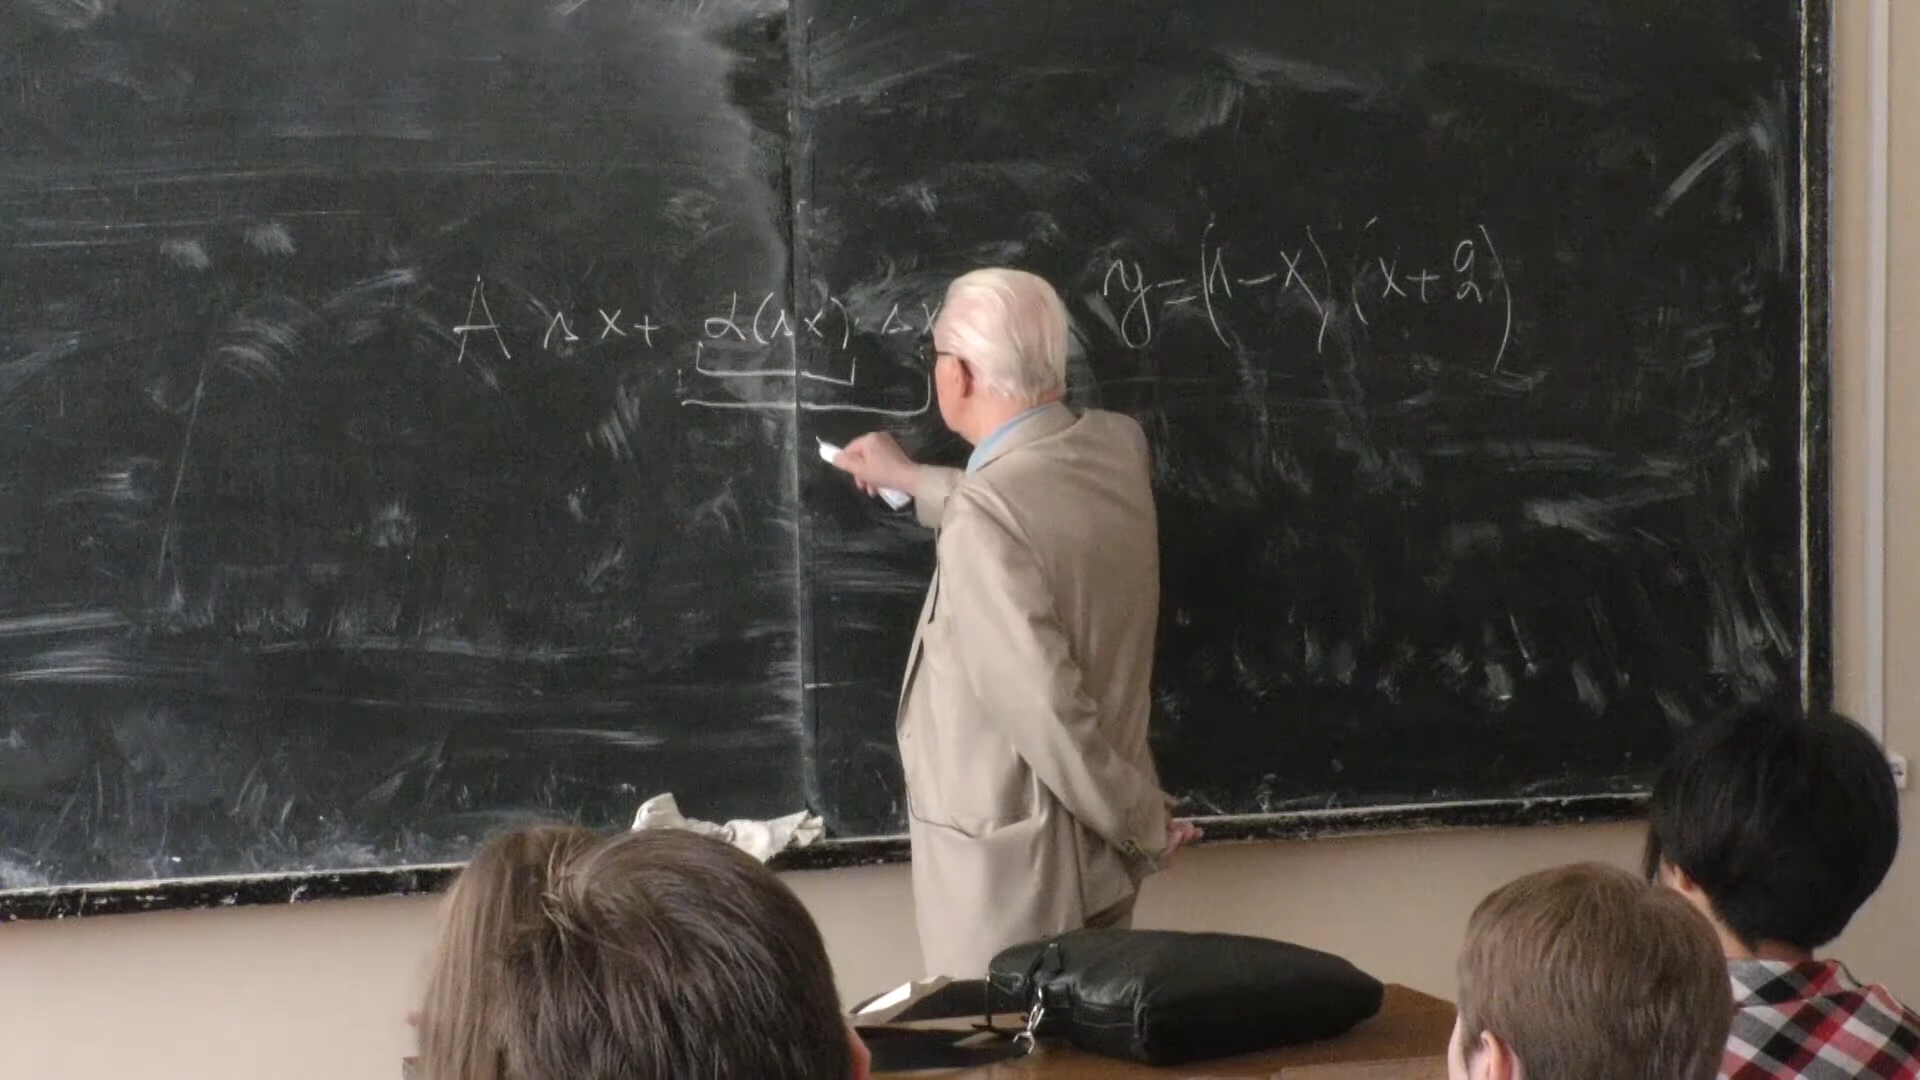 A Δx + α(Δx)·Δx
y=(1-x)(x+2)